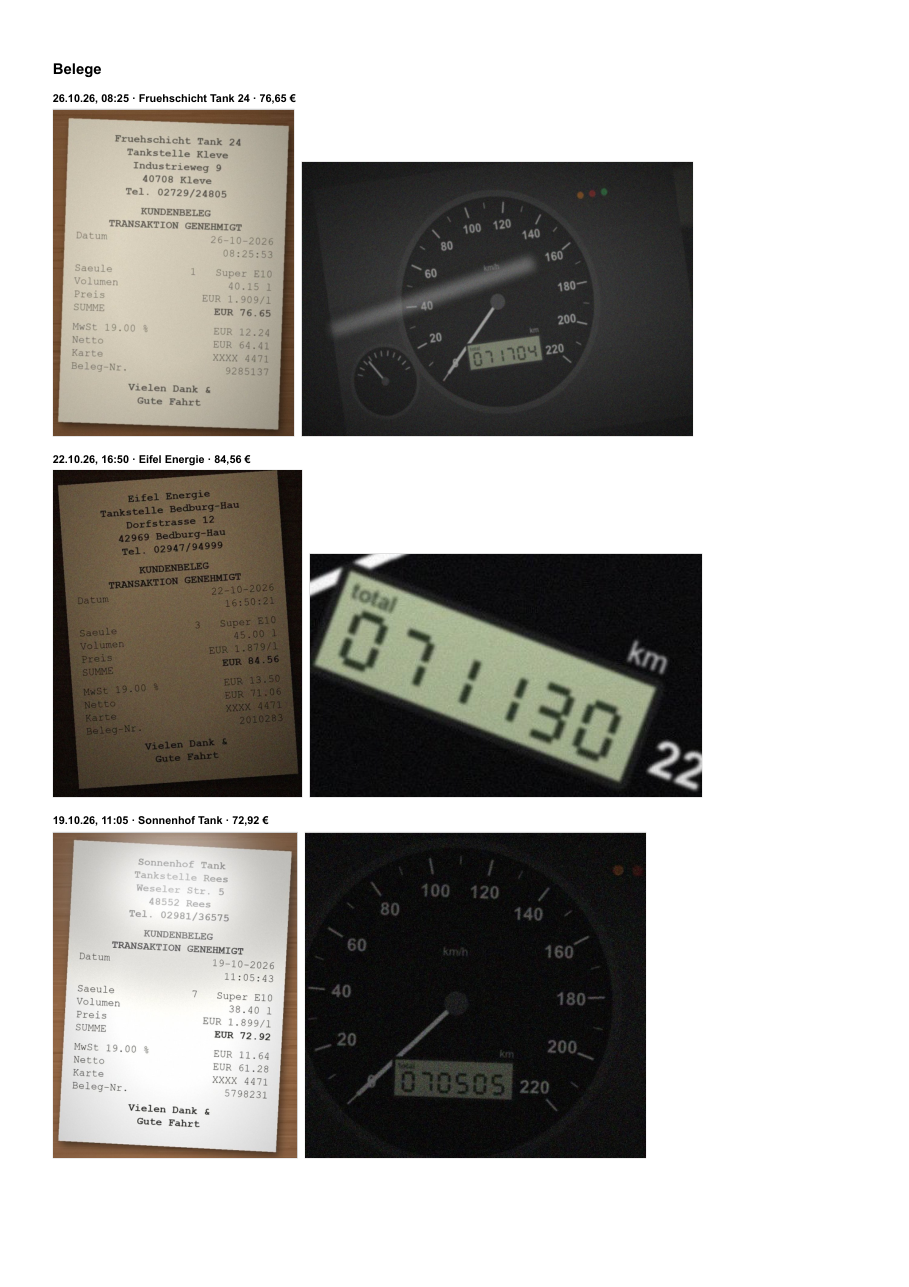 Belege
26.10.26, 08:25 · Fruehschicht Tank 24 · 76,65 €
Fruehschicht Tank 24
Tankstelle Kleve
Industrieweg 9
40708 Kleve
Tel. 02729/24805
KUNDENBELEG
TRANSAKTION GENEHMIGT
Datum 26-10-2026
08:25:53
Saeule 1 Super E10
Volumen 40.15 l
Preis EUR 1.909/l
SUMME EUR 76.65
MwSt 19.00 % EUR 12.24
Netto EUR 64.41
Karte XXXX 4471
Beleg-Nr. 9285137
Vielen Dank &
Gute Fahrt
0 20 40 60 80 100 120 140 160 180 200 220
km/h
km
total
071704
22.10.26, 16:50 · Eifel Energie · 84,56 €
Eifel Energie
Tankstelle Bedburg-Hau
Dorfstrasse 12
42969 Bedburg-Hau
Tel. 02947/94999
KUNDENBELEG
TRANSAKTION GENEHMIGT
Datum 22-10-2026
16:50:21
Saeule 3 Super E10
Volumen 45.00 l
Preis EUR 1.879/l
SUMME EUR 84.56
MwSt 19.00 % EUR 13.50
Netto EUR 71.06
Karte XXXX 4471
Beleg-Nr. 2010283
Vielen Dank &
Gute Fahrt
total
071130
km
22
19.10.26, 11:05 · Sonnenhof Tank · 72,92 €
Sonnenhof Tank
Tankstelle Rees
Weseler Str. 5
48552 Rees
Tel. 02981/36575
KUNDENBELEG
TRANSAKTION GENEHMIGT
Datum 19-10-2026
11:05:43
Saeule 7 Super E10
Volumen 38.40 l
Preis EUR 1.899/l
SUMME EUR 72.92
MwSt 19.00 % EUR 11.64
Netto EUR 61.28
Karte XXXX 4471
Beleg-Nr. 5798231
Vielen Dank &
Gute Fahrt
0 20 40 60 80 100 120 140 160 180 200 220
km/h
km
total
070505